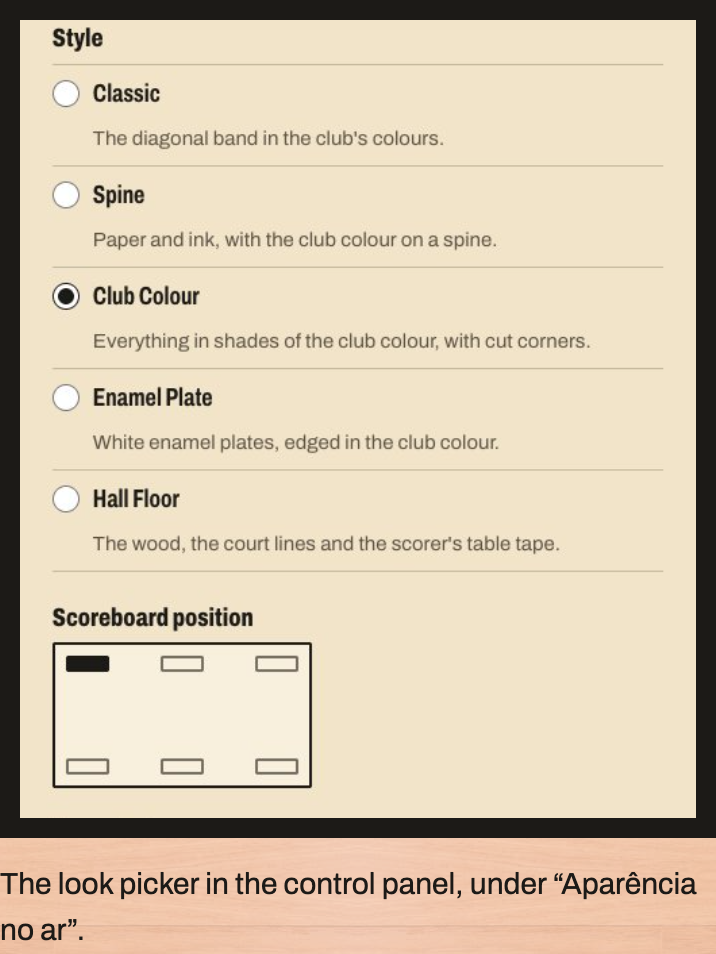 Style
Classic
The diagonal band in the club's colours.
Spine
Paper and ink, with the club colour on a spine.
Club Colour
Everything in shades of the club colour, with cut corners.
Enamel Plate
White enamel plates, edged in the club colour.
Hall Floor
The wood, the court lines and the scorer's table tape.
Scoreboard position
The look picker in the control panel, under “Aparência
no ar”.